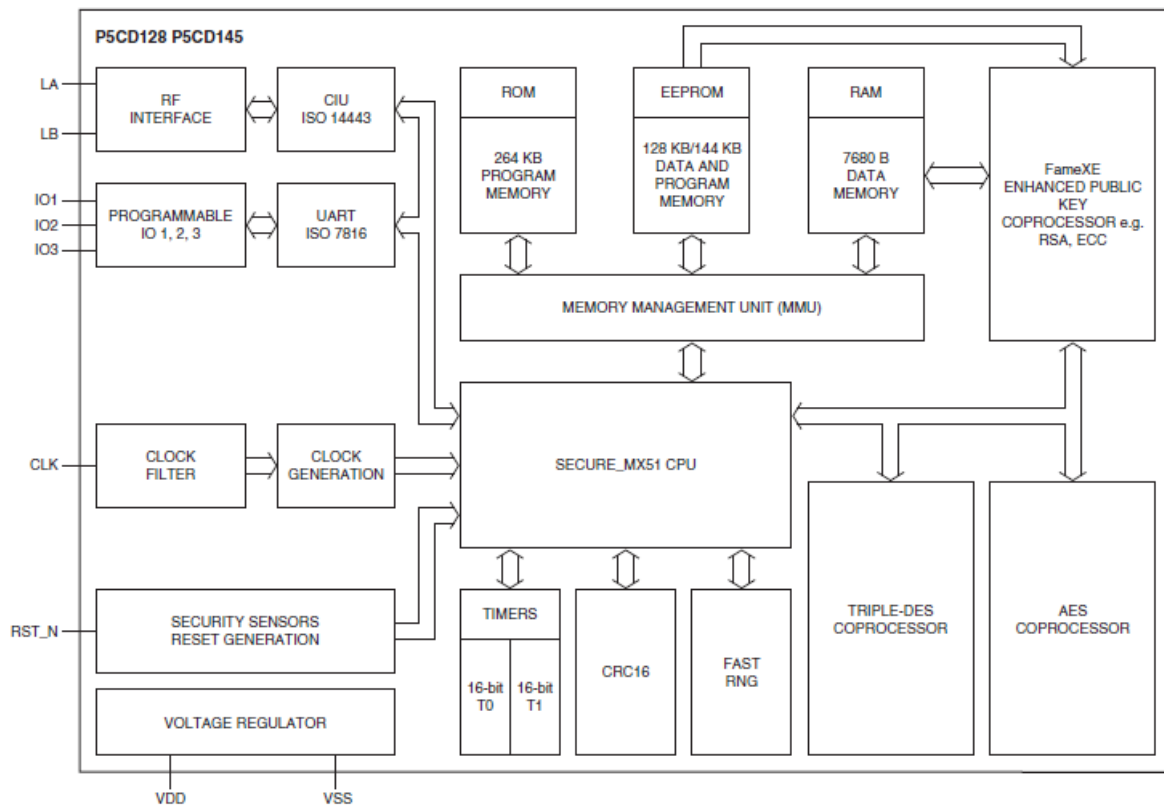 P5CD128 P5CD145
LA
LB
RF
INTERFACE
CIU
ISO 14443
IO1
IO2
IO3
PROGRAMMABLE
IO 1, 2, 3
UART
ISO 7816
ROM
264 KB
PROGRAM
MEMORY
EEPROM
128 KB/144 KB
DATA AND
PROGRAM
MEMORY
RAM
7680 B
DATA
MEMORY
FameXE
ENHANCED PUBLIC
KEY
COPROCESSOR e.g.
RSA, ECC
MEMORY MANAGEMENT UNIT (MMU)
CLK
CLOCK
FILTER
CLOCK
GENERATION
SECURE_MX51 CPU
RST_N
SECURITY SENSORS
RESET GENERATION
VOLTAGE REGULATOR
VDD
VSS
TIMERS
16-bit
T0
16-bit
T1
CRC16
FAST
RNG
TRIPLE-DES
COPROCESSOR
AES
COPROCESSOR